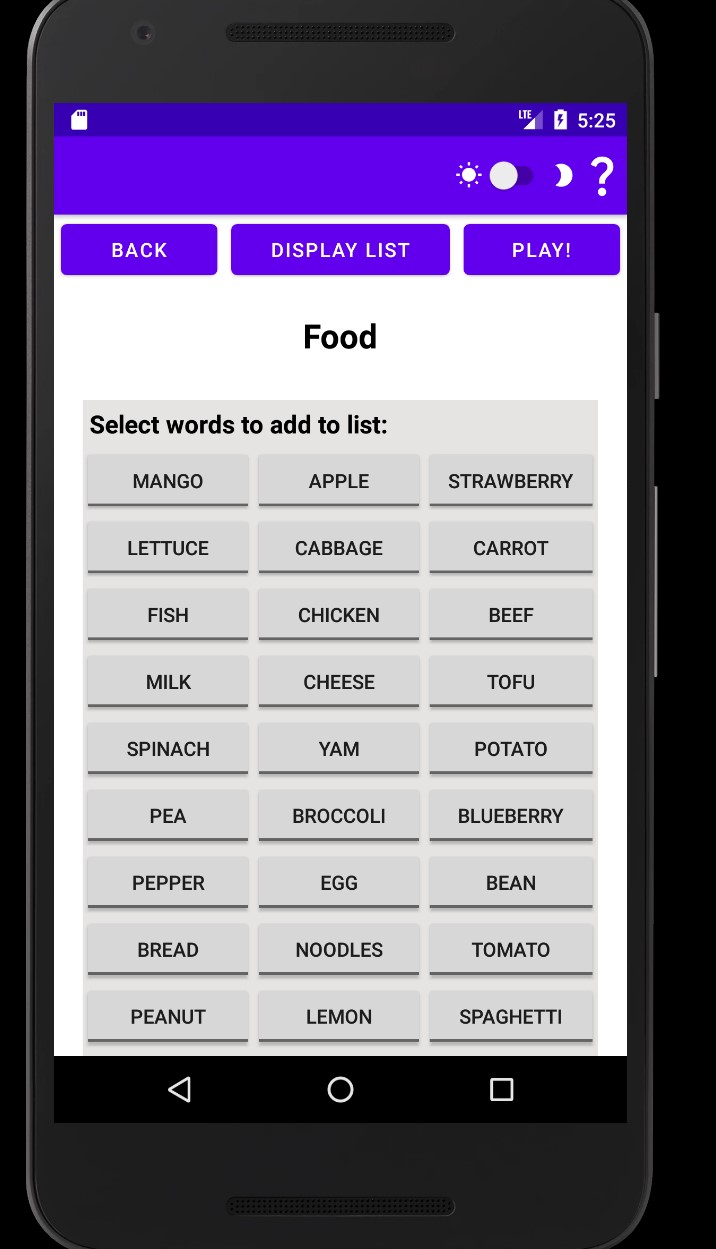 LTE 5:25
?
BACK DISPLAY LIST PLAY!
Food
Select words to add to list:
MANGO APPLE STRAWBERRY
LETTUCE CABBAGE CARROT
FISH CHICKEN BEEF
MILK CHEESE TOFU
SPINACH YAM POTATO
PEA BROCCOLI BLUEBERRY
PEPPER EGG BEAN
BREAD NOODLES TOMATO
PEANUT LEMON SPAGHETTI